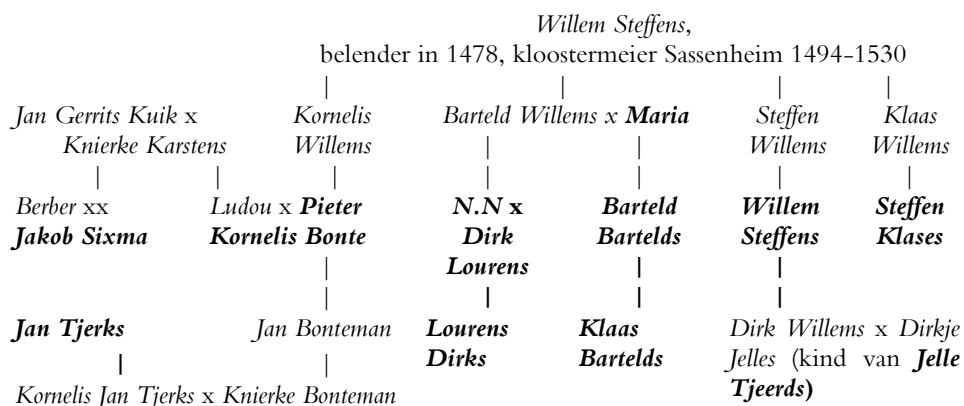 Willem Steffens,
belender in 1478, kloostermeier Sassenheim 1494-1530
Jan Gerrits Kuik x Kornelis Barteld Willems x Maria Steffen Klaas
Knierke Karstens Willems Willems Willems
Berber xx Ludou x Pieter N.N x Barteld Willem Steffen
Jakob Sixma Kornelis Bonte Dirk Bartelds Steffens Klases
Lourens
Jan Tjerks Jan Bonteman Lourens Klaas Dirk Willems x Dirkje
Dirks Bartelds Jelles (kind van Jelle
Kornelis Jan Tjerks x Knierke Bonteman Tjeerds)